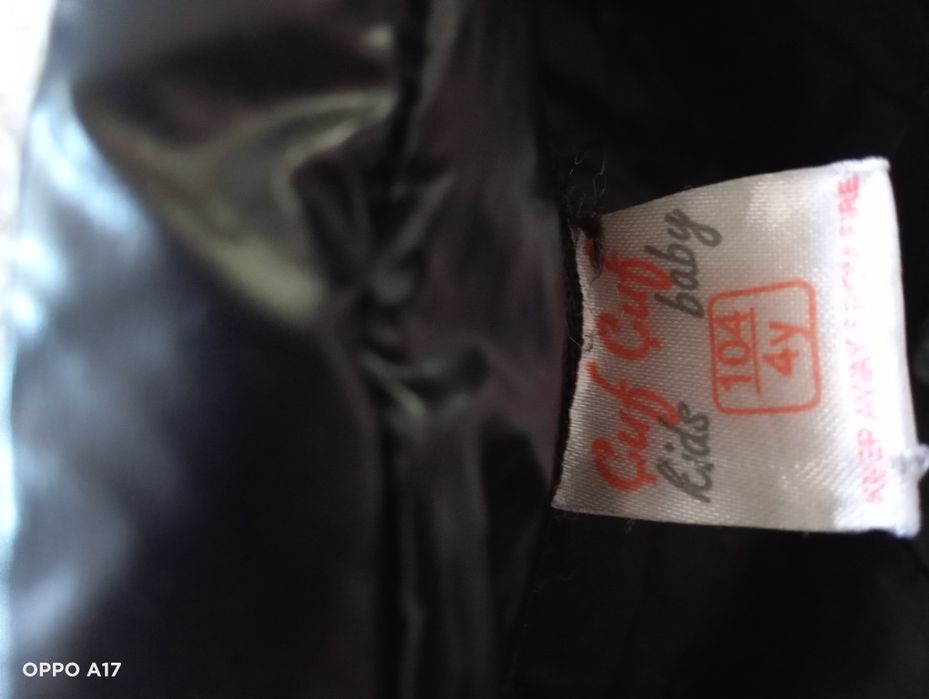 Cuf Cuf
kids baby
104
4y
KEEP AWAY FROM FIRE
OPPO A17